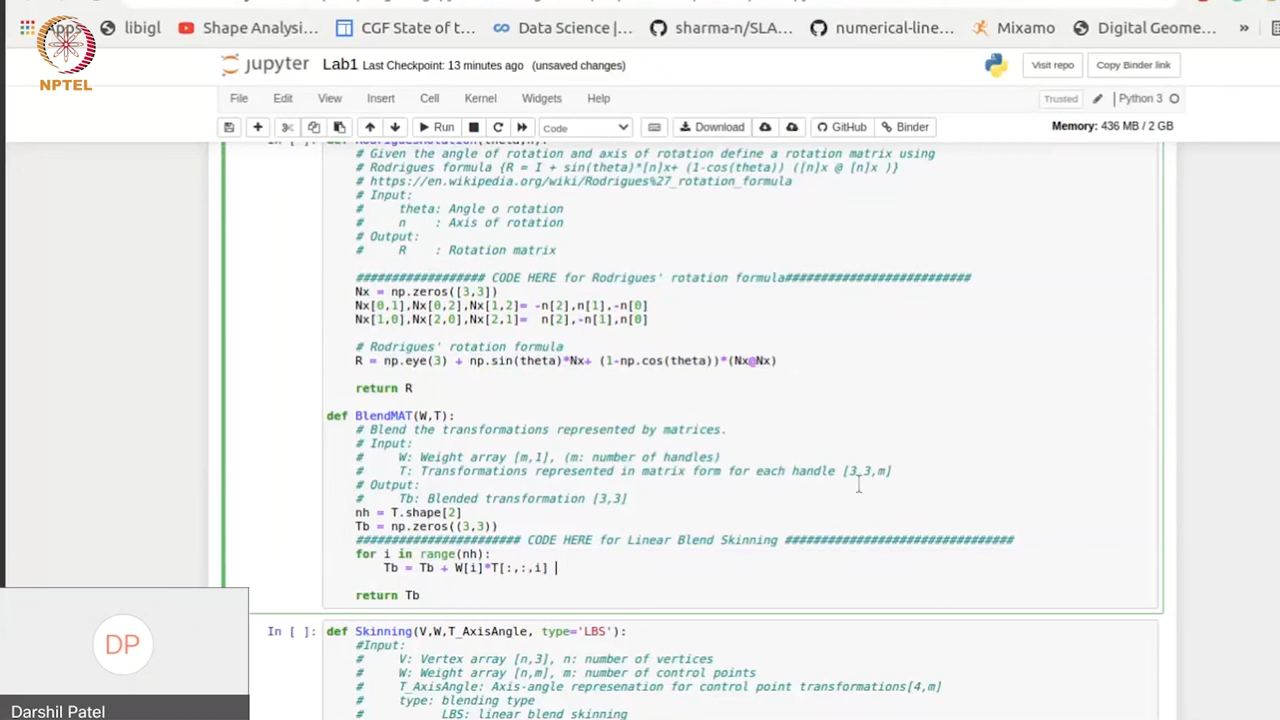 Apps libigl Shape Analysi... CGF State of t... Data Science |... sharma-n/SLA... numerical-line... Mixamo Digital Geome... »
NPTEL
jupyter Lab1 Last Checkpoint: 13 minutes ago (unsaved changes) Visit repo Copy Binder link
File Edit View Insert Cell Kernel Widgets Help Trusted Python 3
Run Code Download GitHub Binder Memory: 436 MB / 2 GB
# Given the angle of rotation and axis of rotation define a rotation matrix using
# Rodrigues formula {R = I + sin(theta)*[n]x+ (1-cos(theta)) ([n]x @ [n]x )}
# https://en.wikipedia.org/wiki/Rodrigues%27_rotation_formula
# Input:
# theta: Angle o rotation
# n : Axis of rotation
# Output:
# R : Rotation matrix
################## CODE HERE for Rodrigues' rotation formula##########################
Nx = np.zeros([3,3])
Nx[0,1],Nx[0,2],Nx[1,2]= -n[2],n[1],-n[0]
Nx[1,0],Nx[2,0],Nx[2,1]= n[2],-n[1],n[0]
# Rodrigues' rotation formula
R = np.eye(3) + np.sin(theta)*Nx+ (1-np.cos(theta))*(Nx@Nx)
return R
def BlendMAT(W,T):
# Blend the transformations represented by matrices.
# Input:
# W: Weight array [m,1], (m: number of handles)
# T: Transformations represented in matrix form for each handle [3,3,m]
# Output:
# Tb: Blended transformation [3,3]
nh = T.shape[2]
Tb = np.zeros((3,3))
####################### CODE HERE for Linear Blend Skinning ################################
for i in range(nh):
Tb = Tb + W[i]*T[:,:,i]
return Tb
In [ ]: def Skinning(V,W,T_AxisAngle, type='LBS'):
#Input:
# V: Vertex array [n,3], n: number of vertices
# W: Weight array [n,m], m: number of control points
# T_AxisAngle: Axis-angle represenation for control point transformations[4,m]
# type: blending type
# LBS: linear blend skinning
DP
Darshil Patel